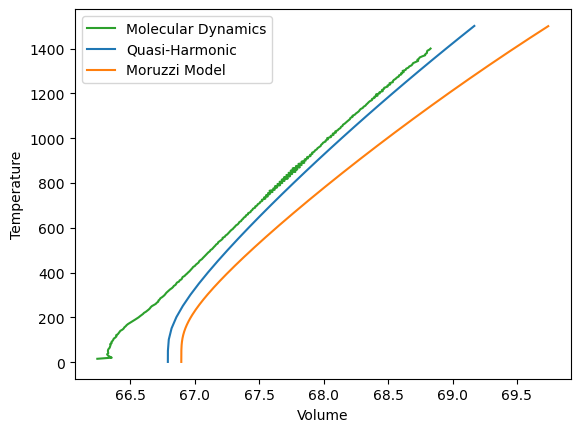 Molecular Dynamics
Quasi-Harmonic
Moruzzi Model
Temperature
1400
1200
1000
800
600
400
200
0
66.5 67.0 67.5 68.0 68.5 69.0 69.5
Volume